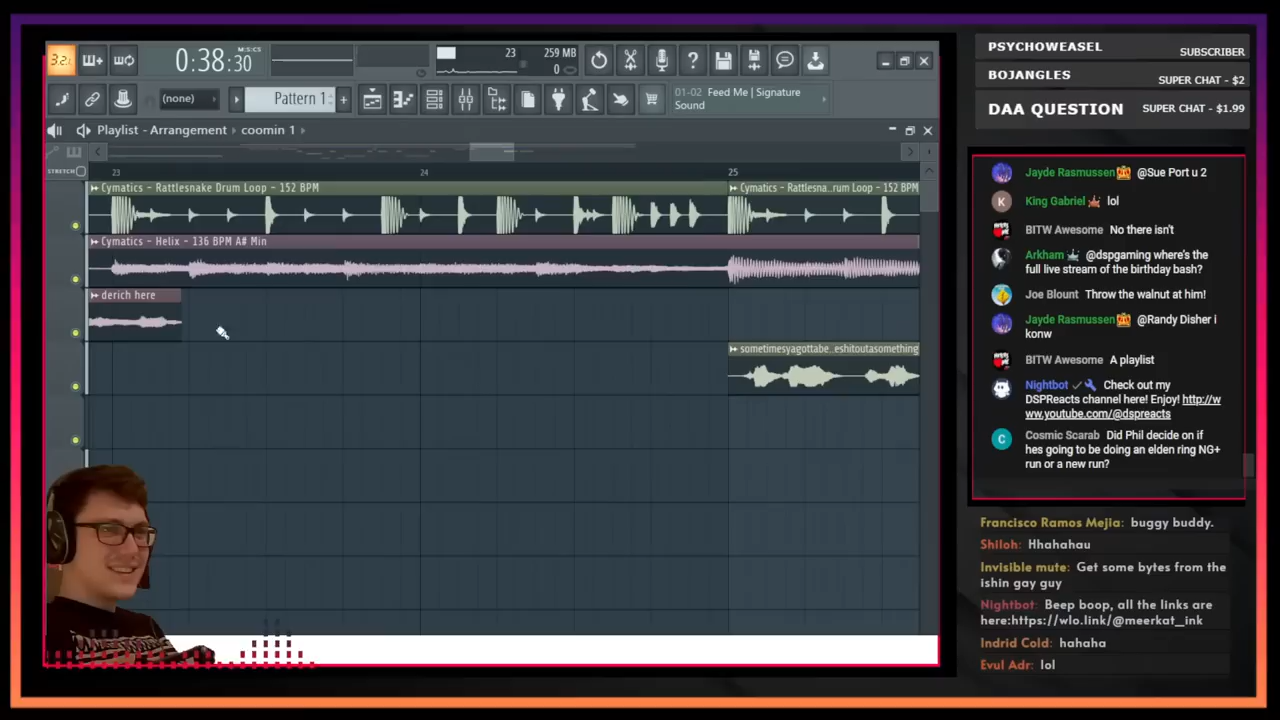 3.2.
0:38:30
M:S:CS
23
259 MB
0
(none)
Pattern 1
01-02 Feed Me | Signature
Sound
Playlist - Arrangement
coomin 1
STRETCH
23
24
25
Cymatics - Rattlesnake Drum Loop - 152 BPM
Cymatics - Rattlesna..rum Loop - 152 BPM
Cymatics - Helix - 136 BPM A# Min
derich here
sometimesyagottabe..eshitoutasomething
PSYCHOWEASEL
SUBSCRIBER
BOJANGLES
SUPER CHAT - $2
DAA QUESTION
SUPER CHAT - $1.99
Jayde Rasmussen @Sue Port u 2
King Gabriel lol
BITW Awesome No there isn't
Arkham @dspgaming where's the
full live stream of the birthday bash?
Joe Blount Throw the walnut at him!
Jayde Rasmussen @Randy Disher i
konw
BITW Awesome A playlist
Nightbot Check out my
DSPReacts channel here! Enjoy! http://w
ww.youtube.com/@dspreacts
C
Cosmic Scarab Did Phil decide on if
hes going to be doing an elden ring NG+
run or a new run?
Francisco Ramos Mejia: buggy buddy.
Shiloh: Hhahahau
Invisible mute: Get some bytes from the
ishin gay guy
Nightbot: Beep boop, all the links are
here:https://wlo.link/@meerkat_ink
Indrid Cold: hahaha
Evul Adr: lol